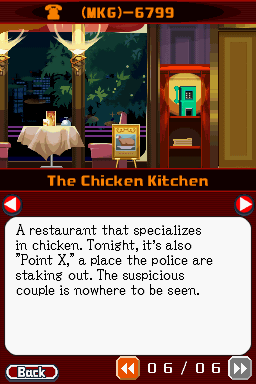 (MKG)-6799
The Chicken Kitchen
A restaurant that specializes
in chicken. Tonight, it's also
"Point X," a place the police are
staking out. The suspicious
couple is nowhere to be seen.
Back
06/06